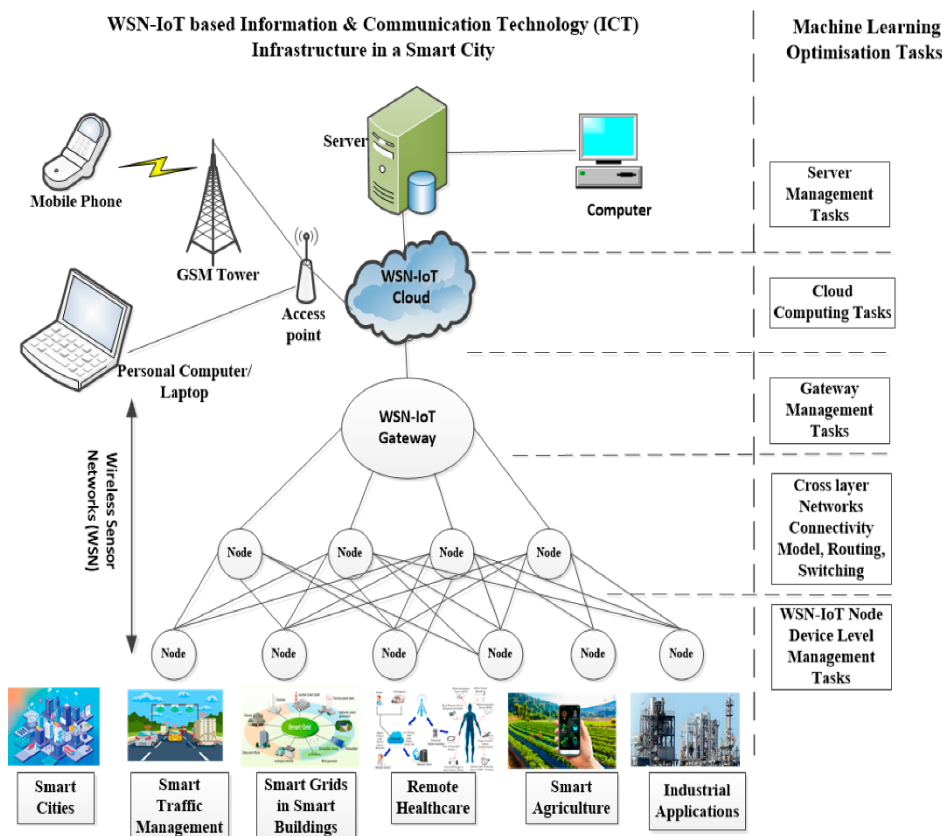 WSN-IoT based Information & Communication Technology (ICT)
Infrastructure in a Smart City
Machine Learning
Optimisation Tasks
Server
Mobile Phone
Computer
GSM Tower
Access
point
WSN-IoT
Cloud
Personal Computer/
Laptop
Server
Management
Tasks
Cloud
Computing Tasks
WSN-IoT
Gateway
Gateway
Management
Tasks
Wireless Sensor
Networks (WSN)
Node
Node
Node
Node
Cross layer
Networks
Connectivity
Model, Routing,
Switching
Node
Node
Node
Node
Node
Node
WSN-IoT Node
Device Level
Management
Tasks
Smart Grid
Smart
Cities
Smart
Traffic
Management
Smart Grids
in Smart
Buildings
Remote
Healthcare
Smart
Agriculture
Industrial
Applications